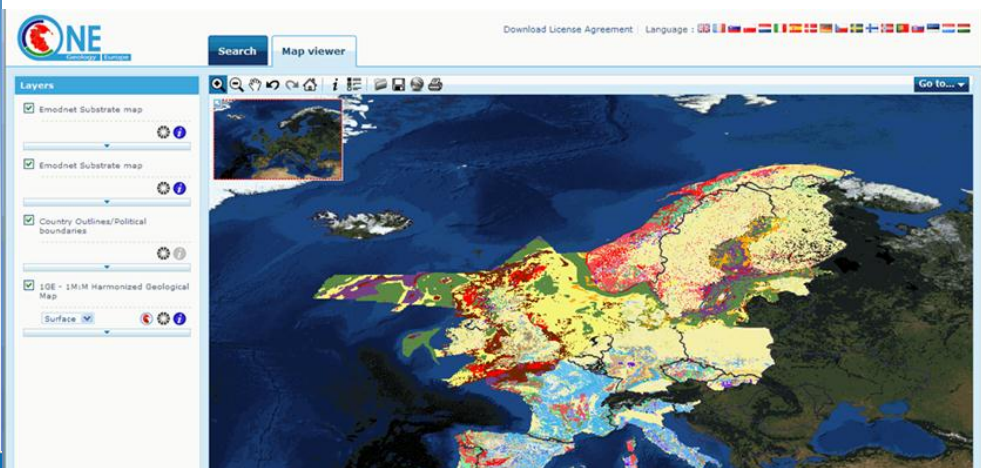 Download License Agreement | Language :
ONE
Geology Europe
Search
Map viewer
Layers
Go to...
Emodnet Substrate map
Emodnet Substrate map
Country Outlines/Political
boundaries
1GE - 1M:M Harmonized Geological
Map
Surface